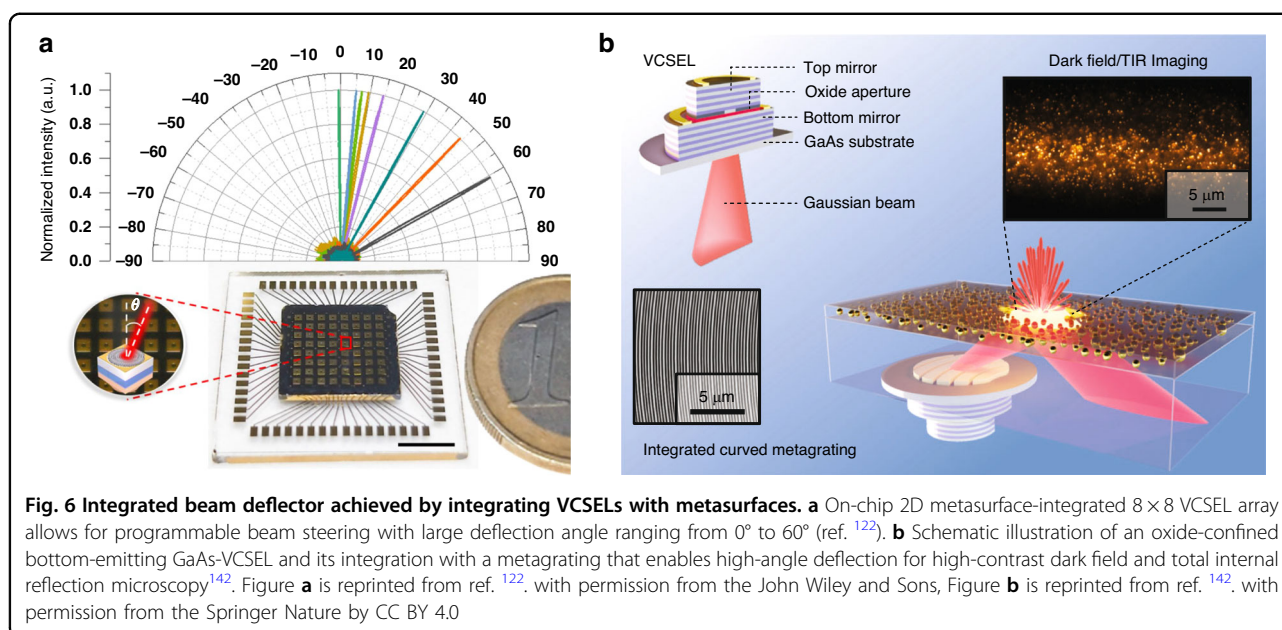 a
Normalized intensity (a.u.)
1.0
0.8
0.6
0.4
0.2
0.0
–90
–80
–70
–60
–50
–40
–30
–20
–10
0
10
20
30
40
50
60
70
80
90
θ
b
VCSEL
Top mirror
Oxide aperture
Bottom mirror
GaAs substrate
Gaussian beam
Dark field/TIR Imaging
5 μm
5 μm
Integrated curved metagrating
Fig. 6 Integrated beam deflector achieved by integrating VCSELs with metasurfaces. a On-chip 2D metasurface-integrated 8 × 8 VCSEL array
allows for programmable beam steering with large deflection angle ranging from 0° to 60° (ref. 122). b Schematic illustration of an oxide-confined
bottom-emitting GaAs-VCSEL and its integration with a metagrating that enables high-angle deflection for high-contrast dark field and total internal
reflection microscopy142. Figure a is reprinted from ref. 122. with permission from the John Wiley and Sons, Figure b is reprinted from ref. 142. with
permission from the Springer Nature by CC BY 4.0